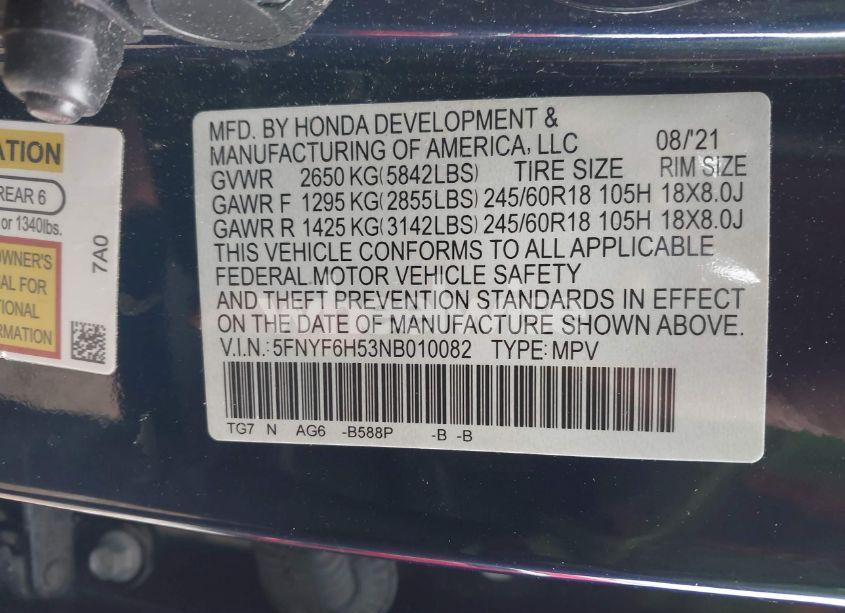 ATION
REAR 6
or 1340lbs.
OWNER'S
AL FOR
TIONAL
RMATION
7A0
MFD. BY HONDA DEVELOPMENT &
MANUFACTURING OF AMERICA, LLC 08/'21
GVWR 2650 KG(5842LBS) TIRE SIZE RIM SIZE
GAWR F 1295 KG(2855LBS) 245/60R18 105H 18X8.0J
GAWR R 1425 KG(3142LBS) 245/60R18 105H 18X8.0J
THIS VEHICLE CONFORMS TO ALL APPLICABLE
FEDERAL MOTOR VEHICLE SAFETY
AND THEFT PREVENTION STANDARDS IN EFFECT
ON THE DATE OF MANUFACTURE SHOWN ABOVE.
V.I.N.: 5FNYF6H53NB010082 TYPE: MPV
TG7 N AG6 -B588P -B -B